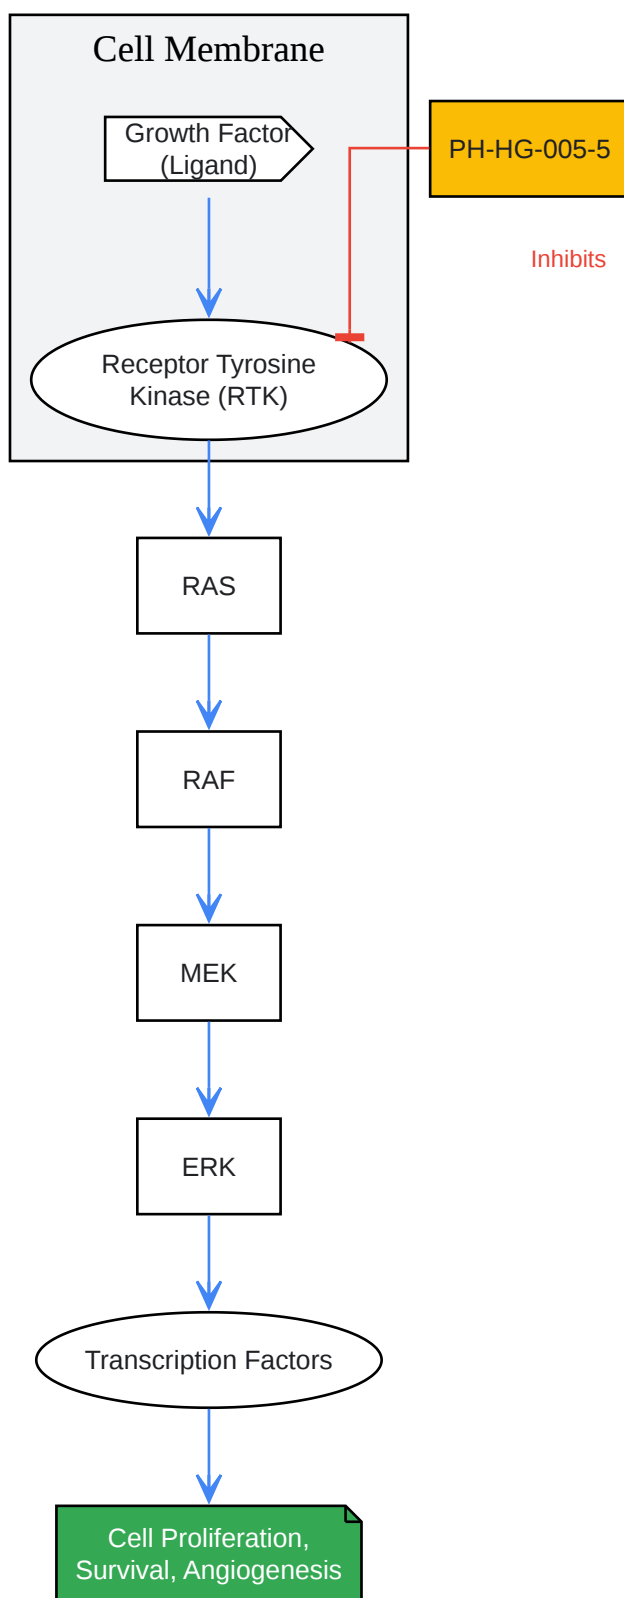 Cell Membrane
Growth Factor
(Ligand)
PH-HG-005-5
Inhibits
Receptor Tyrosine
Kinase (RTK)
RAS
RAF
MEK
ERK
Transcription Factors
Cell Proliferation,
Survival, Angiogenesis